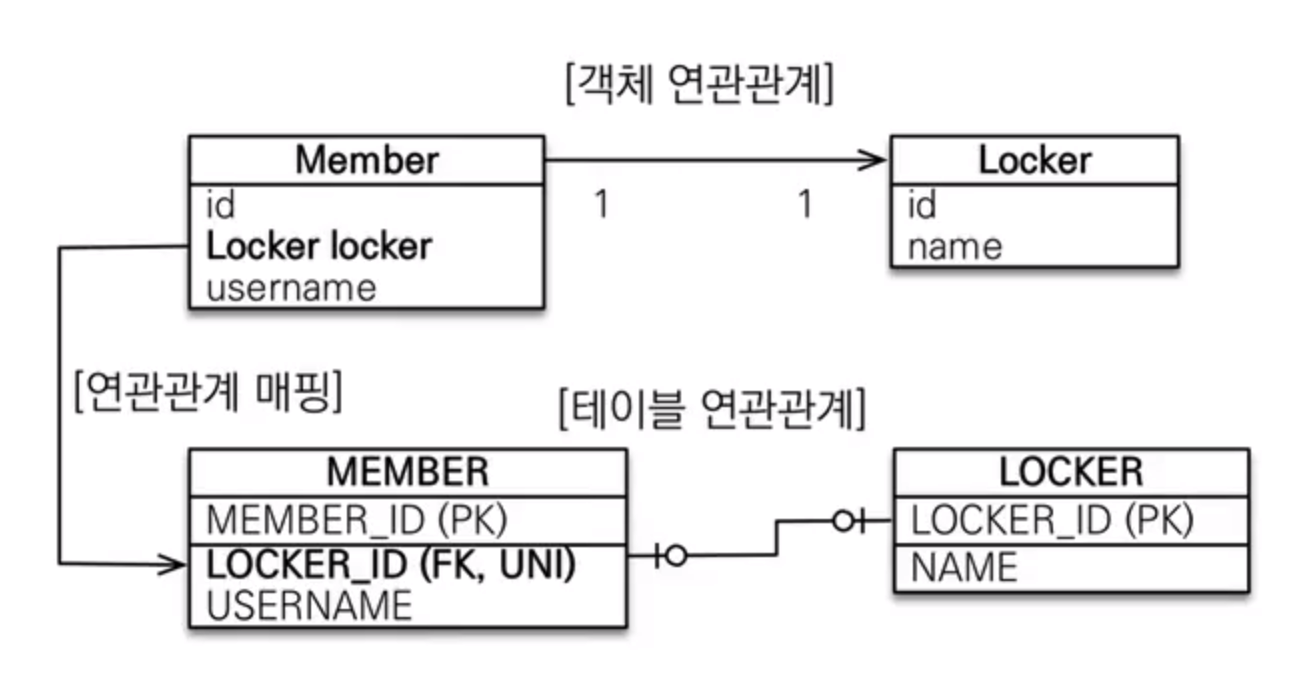 [객체 연관관계]
Member
id
Locker locker
username
1
1
Locker
id
name
[연관관계 매핑]
[테이블 연관관계]
MEMBER
MEMBER_ID (PK)
LOCKER_ID (FK, UNI)
USERNAME
LOCKER
LOCKER_ID (PK)
NAME